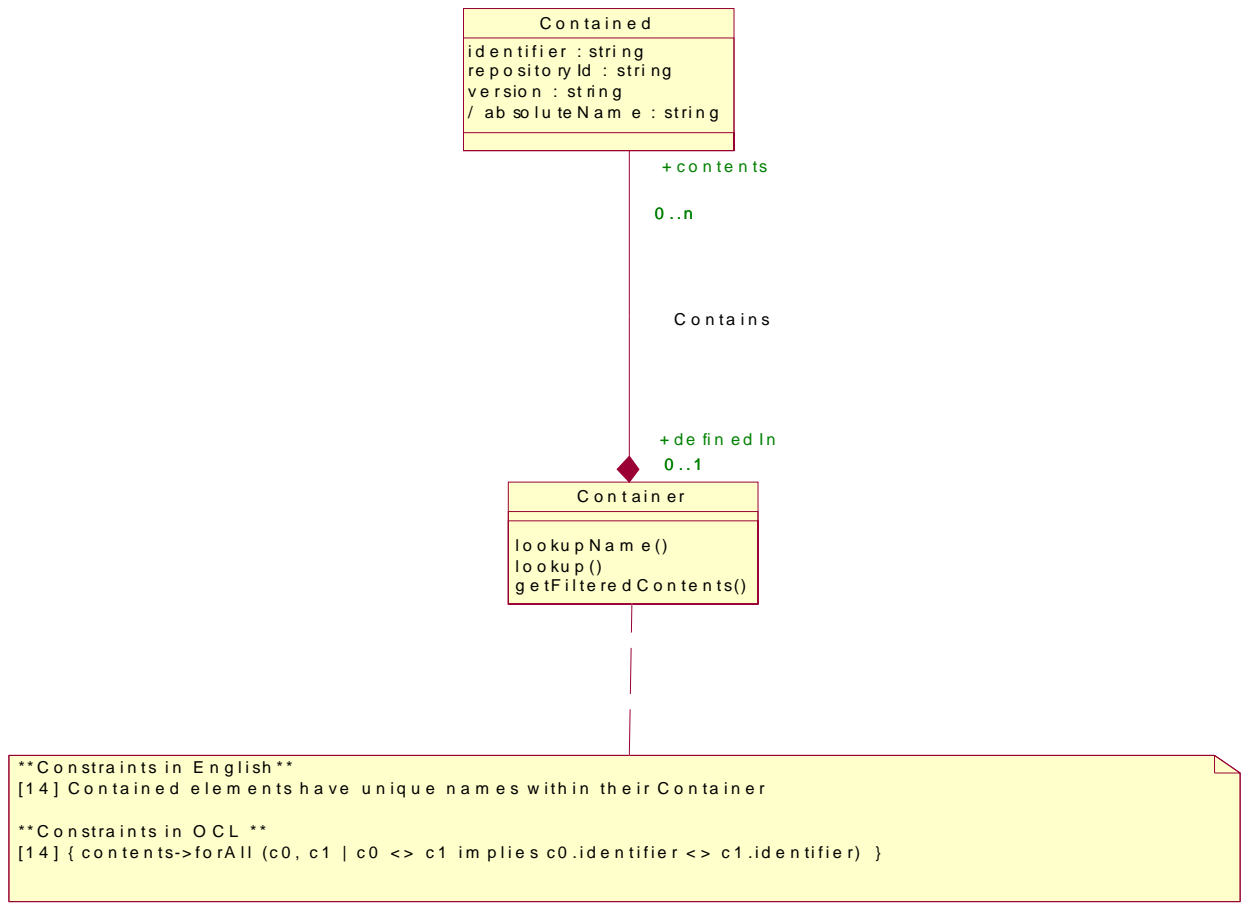 Contained
identifier : string
repositoryId : string
version : string
/ absoluteName : string
+contents
0..n
Contains
+definedIn
0..1
Container
lookupName()
lookup()
getFilteredContents()
**Constraints in English**
[14] Contained elements have unique names within their Container
**Constraints in OCL **
[14] { contents->forAll (c0, c1 | c0 <> c1 implies c0.identifier <> c1.identifier) }